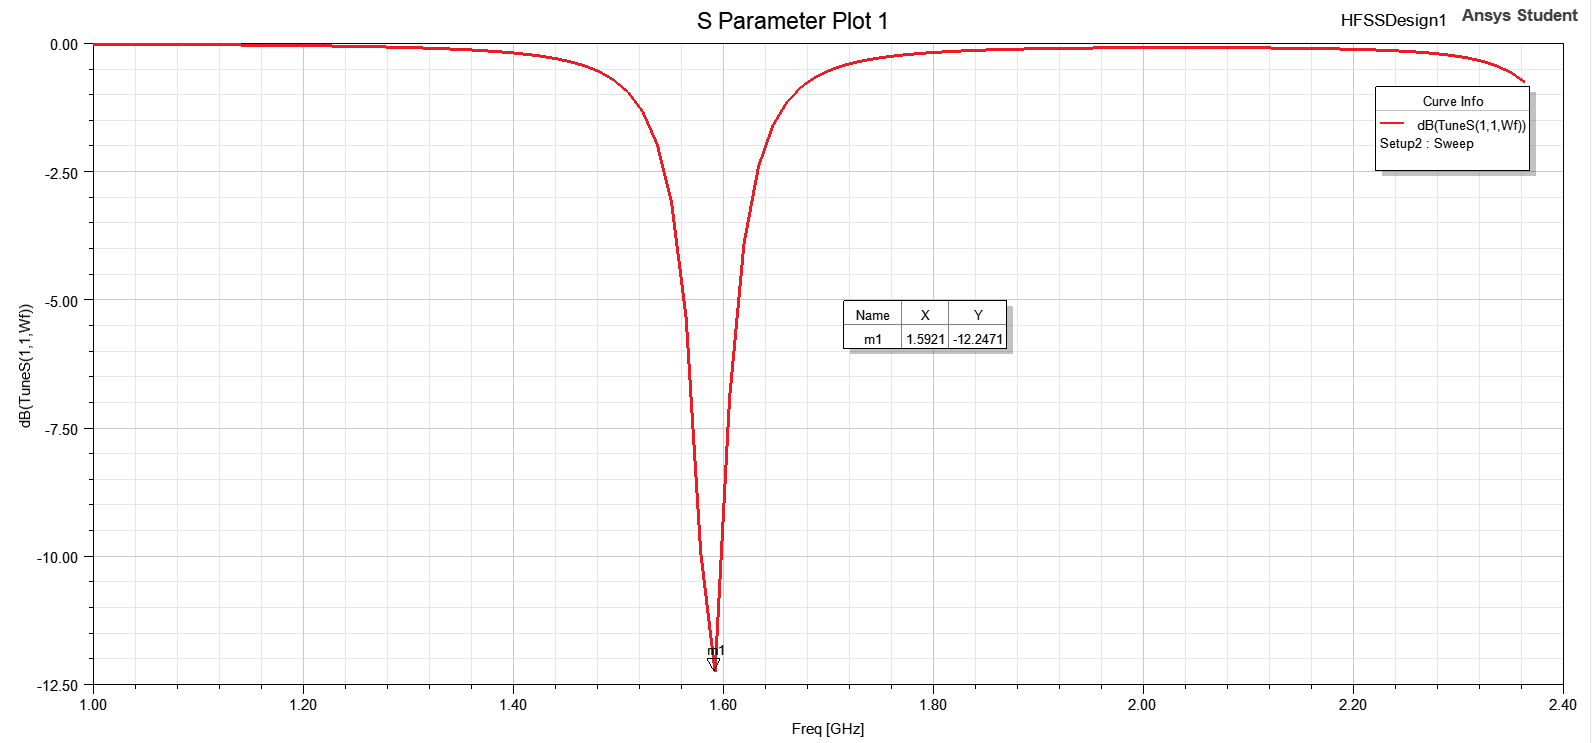 S Parameter Plot 1
HFSSDesign1
Ansys Student
0.00
-2.50
-5.00
-7.50
-10.00
-12.50
dB(TuneS(1,1,Wf))
Curve Info
dB(TuneS(1,1,Wf))
Setup2 : Sweep
Name X Y
m1 1.5921 -12.2471
m1
1.00 1.20 1.40 1.60 1.80 2.00 2.20 2.40
Freq [GHz]